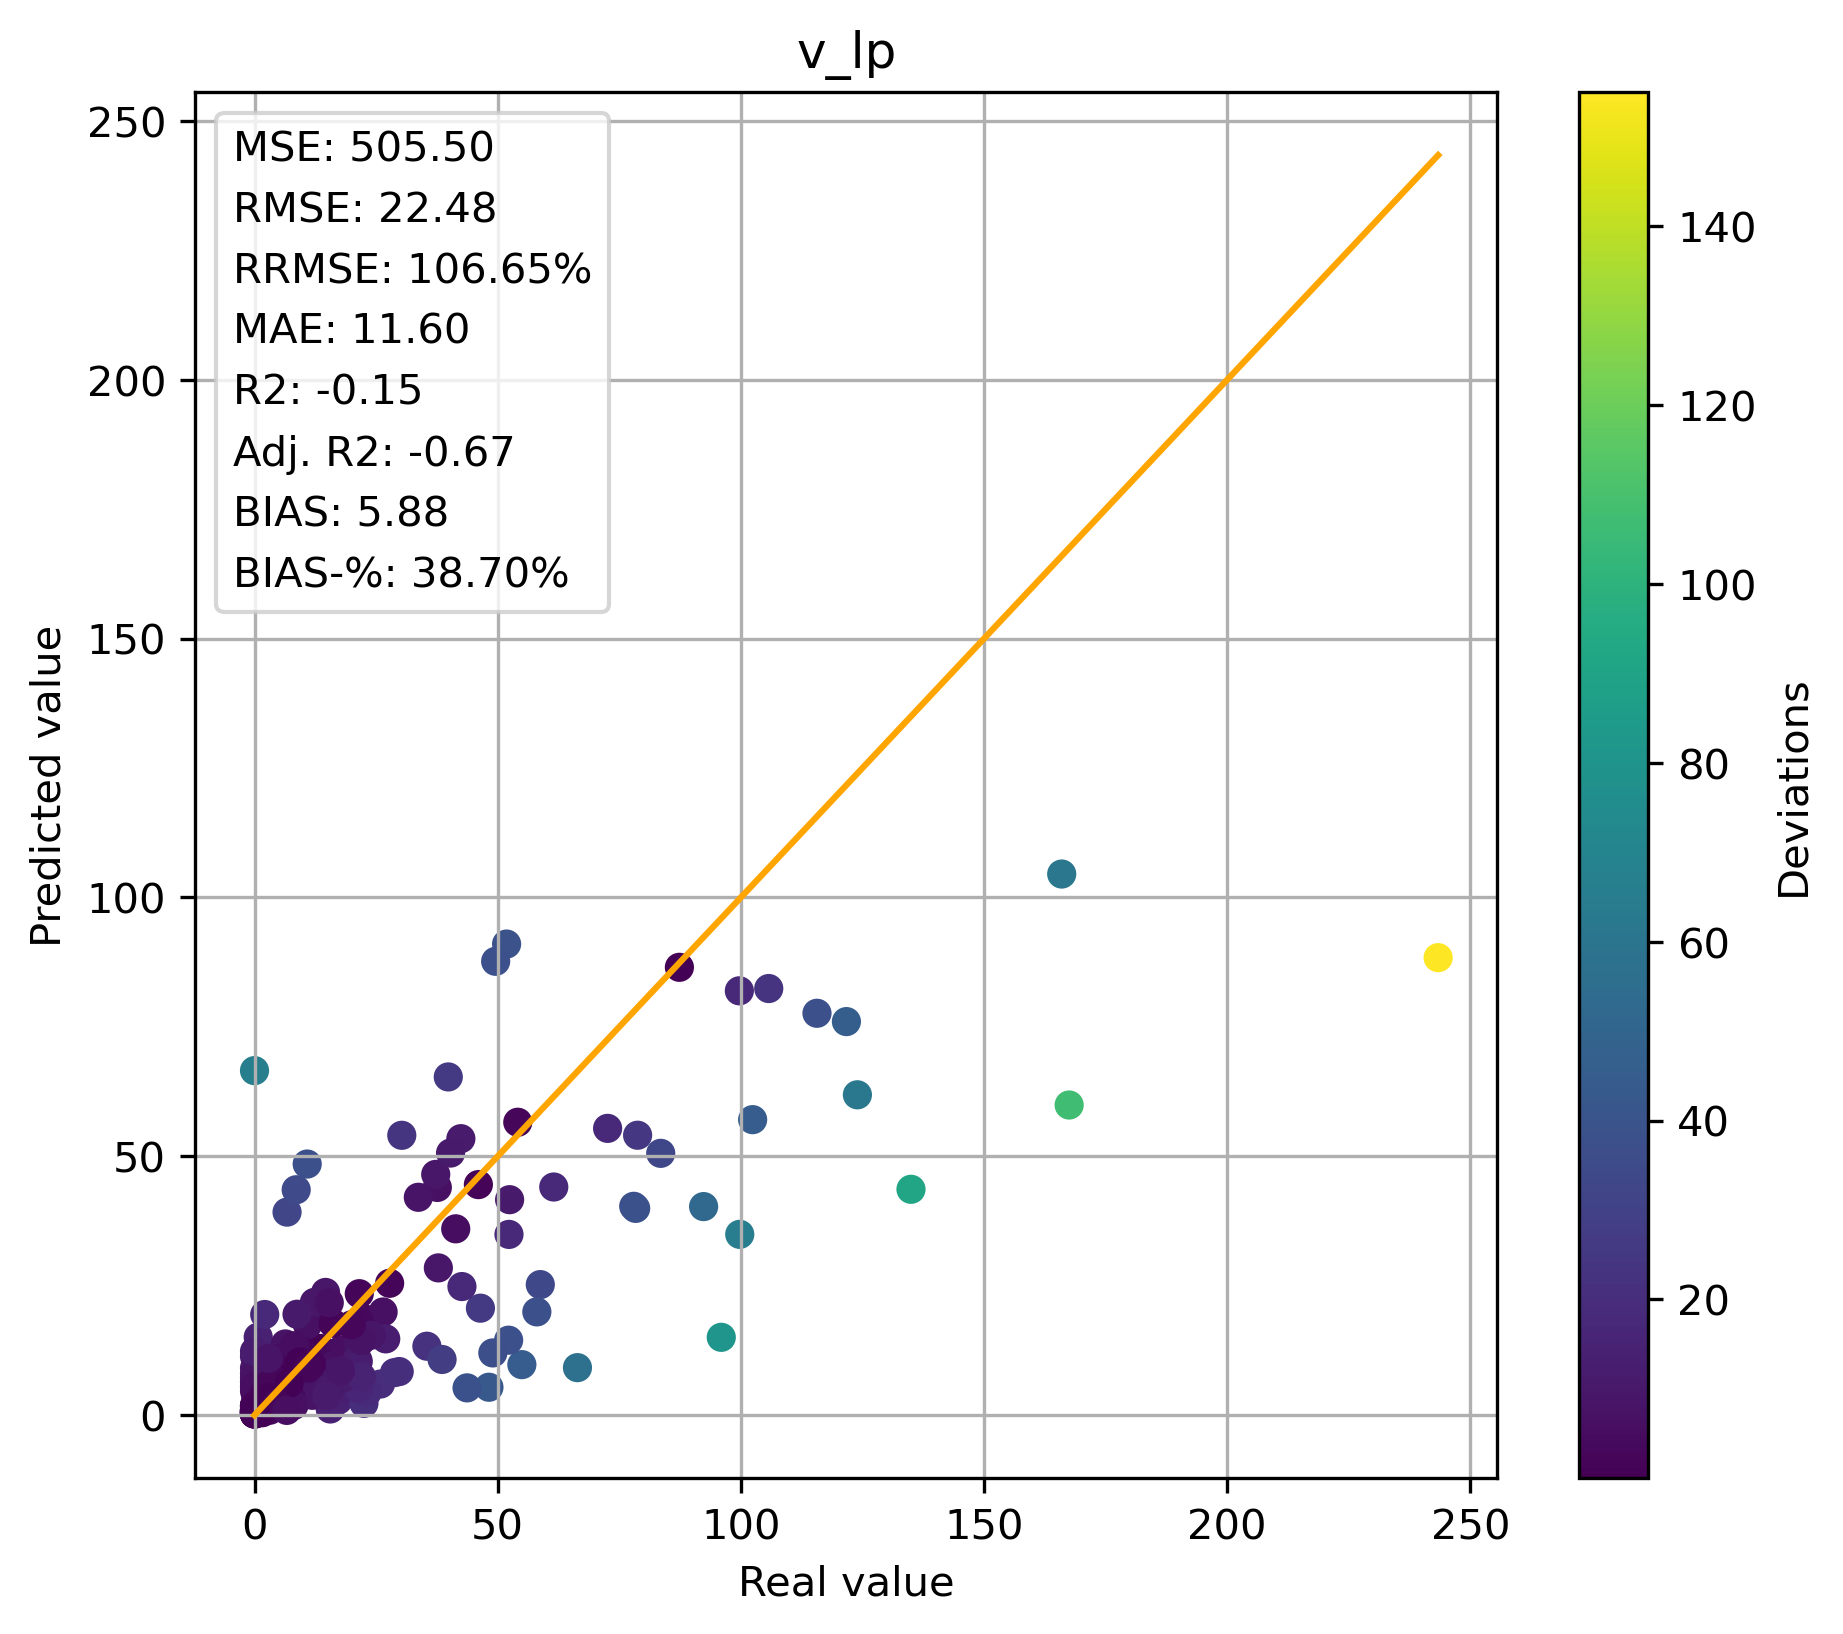 v_lp
250
200
150
100
50
0
Predicted value
MSE: 505.50
RMSE: 22.48
RRMSE: 106.65%
MAE: 11.60
R2: -0.15
Adj. R2: -0.67
BIAS: 5.88
BIAS-%: 38.70%
0 50 100 150 200 250
Real value
140
120
100
80
60
40
20
Deviations